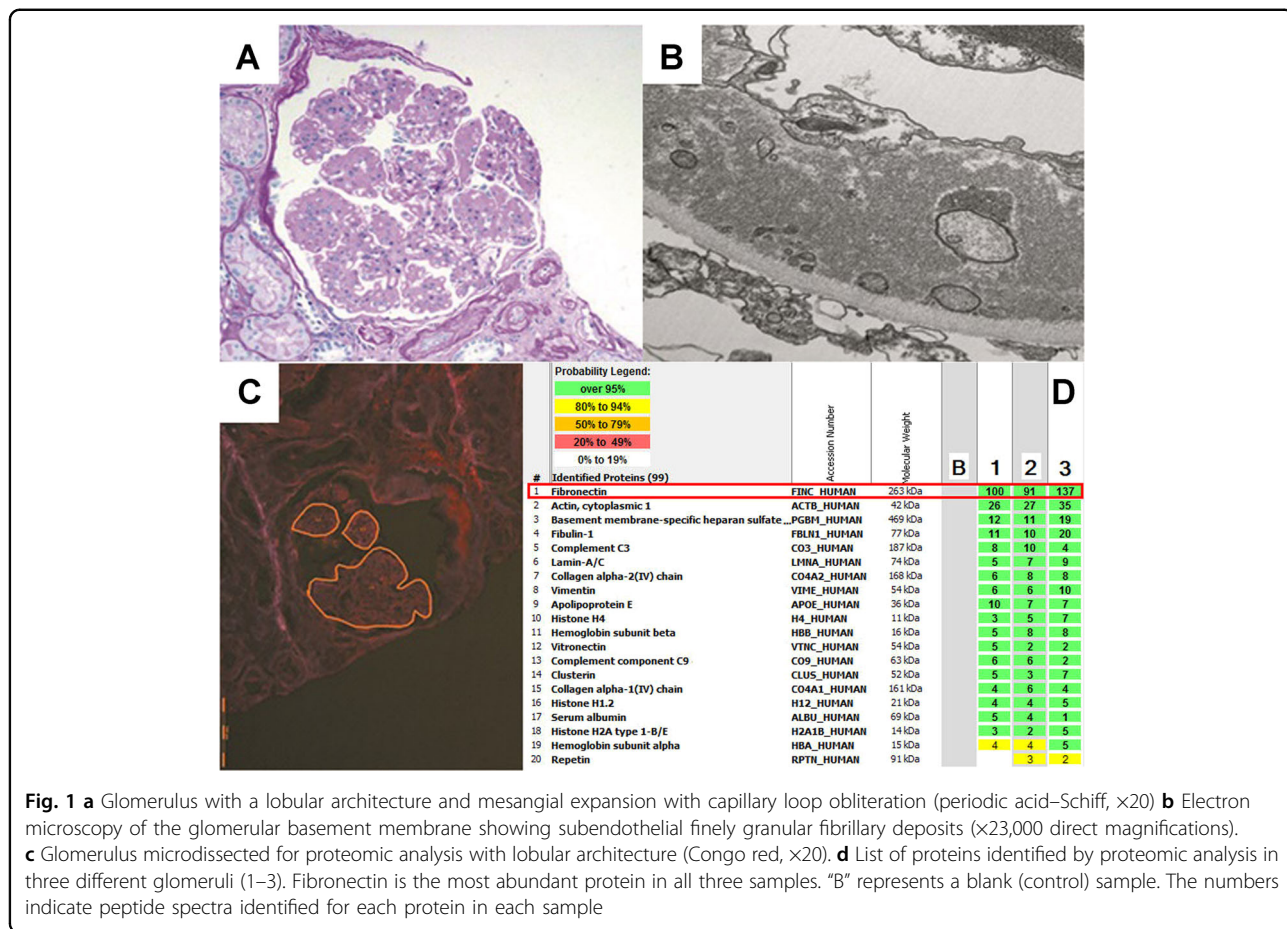 A
B
C
D
Probability Legend:
over 95%
80% to 94%
50% to 79%
20% to 49%
0% to 19%
# Identified Proteins (99) Accession Number Molecular Weight B 1 2 3
1 Fibronectin FINC_HUMAN 263 kDa 100 91 137
2 Actin, cytoplasmic 1 ACTB_HUMAN 42 kDa 26 27 35
3 Basement membrane-specific heparan sulfate ... PGBM_HUMAN 469 kDa 12 11 19
4 Fibulin-1 FBLN1_HUMAN 77 kDa 11 10 20
5 Complement C3 CO3_HUMAN 187 kDa 8 10 4
6 Lamin-A/C LMNA_HUMAN 74 kDa 5 7 9
7 Collagen alpha-2(IV) chain CO4A2_HUMAN 168 kDa 6 8 8
8 Vimentin VIME_HUMAN 54 kDa 6 6 10
9 Apolipoprotein E APOE_HUMAN 36 kDa 10 7 7
10 Histone H4 H4_HUMAN 11 kDa 3 5 7
11 Hemoglobin subunit beta HBB_HUMAN 16 kDa 5 8 8
12 Vitronectin VTNC_HUMAN 54 kDa 5 2 2
13 Complement component C9 CO9_HUMAN 63 kDa 6 6 2
14 Clusterin CLUS_HUMAN 52 kDa 5 3 7
15 Collagen alpha-1(IV) chain CO4A1_HUMAN 161 kDa 4 6 4
16 Histone H1.2 H12_HUMAN 21 kDa 4 4 5
17 Serum albumin ALBU_HUMAN 69 kDa 5 4 1
18 Histone H2A type 1-B/E H2A1B_HUMAN 14 kDa 3 2 5
19 Hemoglobin subunit alpha HBA_HUMAN 15 kDa 4 4 5
20 Repetin RPTN_HUMAN 91 kDa 3 2
Fig. 1 a Glomerulus with a lobular architecture and mesangial expansion with capillary loop obliteration (periodic acid–Schiff, ×20) b Electron
microscopy of the glomerular basement membrane showing subendothelial finely granular fibrillary deposits (×23,000 direct magnifications).
c Glomerulus microdissected for proteomic analysis with lobular architecture (Congo red, ×20). d List of proteins identified by proteomic analysis in
three different glomeruli (1–3). Fibronectin is the most abundant protein in all three samples. “B” represents a blank (control) sample. The numbers
indicate peptide spectra identified for each protein in each sample